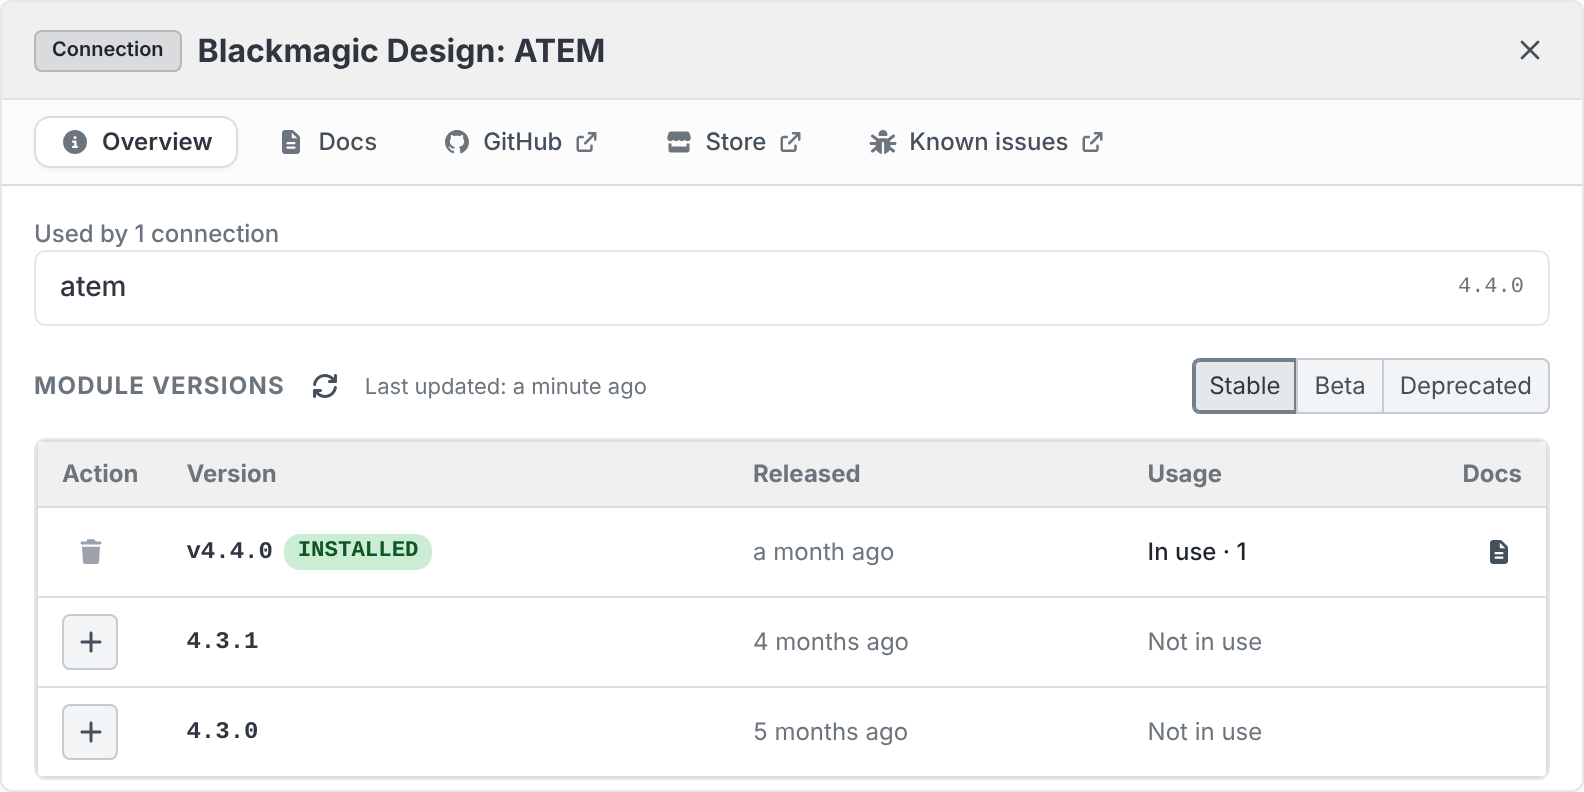 Connection Blackmagic Design: ATEM
Overview Docs GitHub Store Known issues
Used by 1 connection
atem 4.4.0
MODULE VERSIONS Last updated: a minute ago Stable Beta Deprecated
Action Version Released Usage Docs
v4.4.0 INSTALLED a month ago In use · 1
4.3.1 4 months ago Not in use
4.3.0 5 months ago Not in use